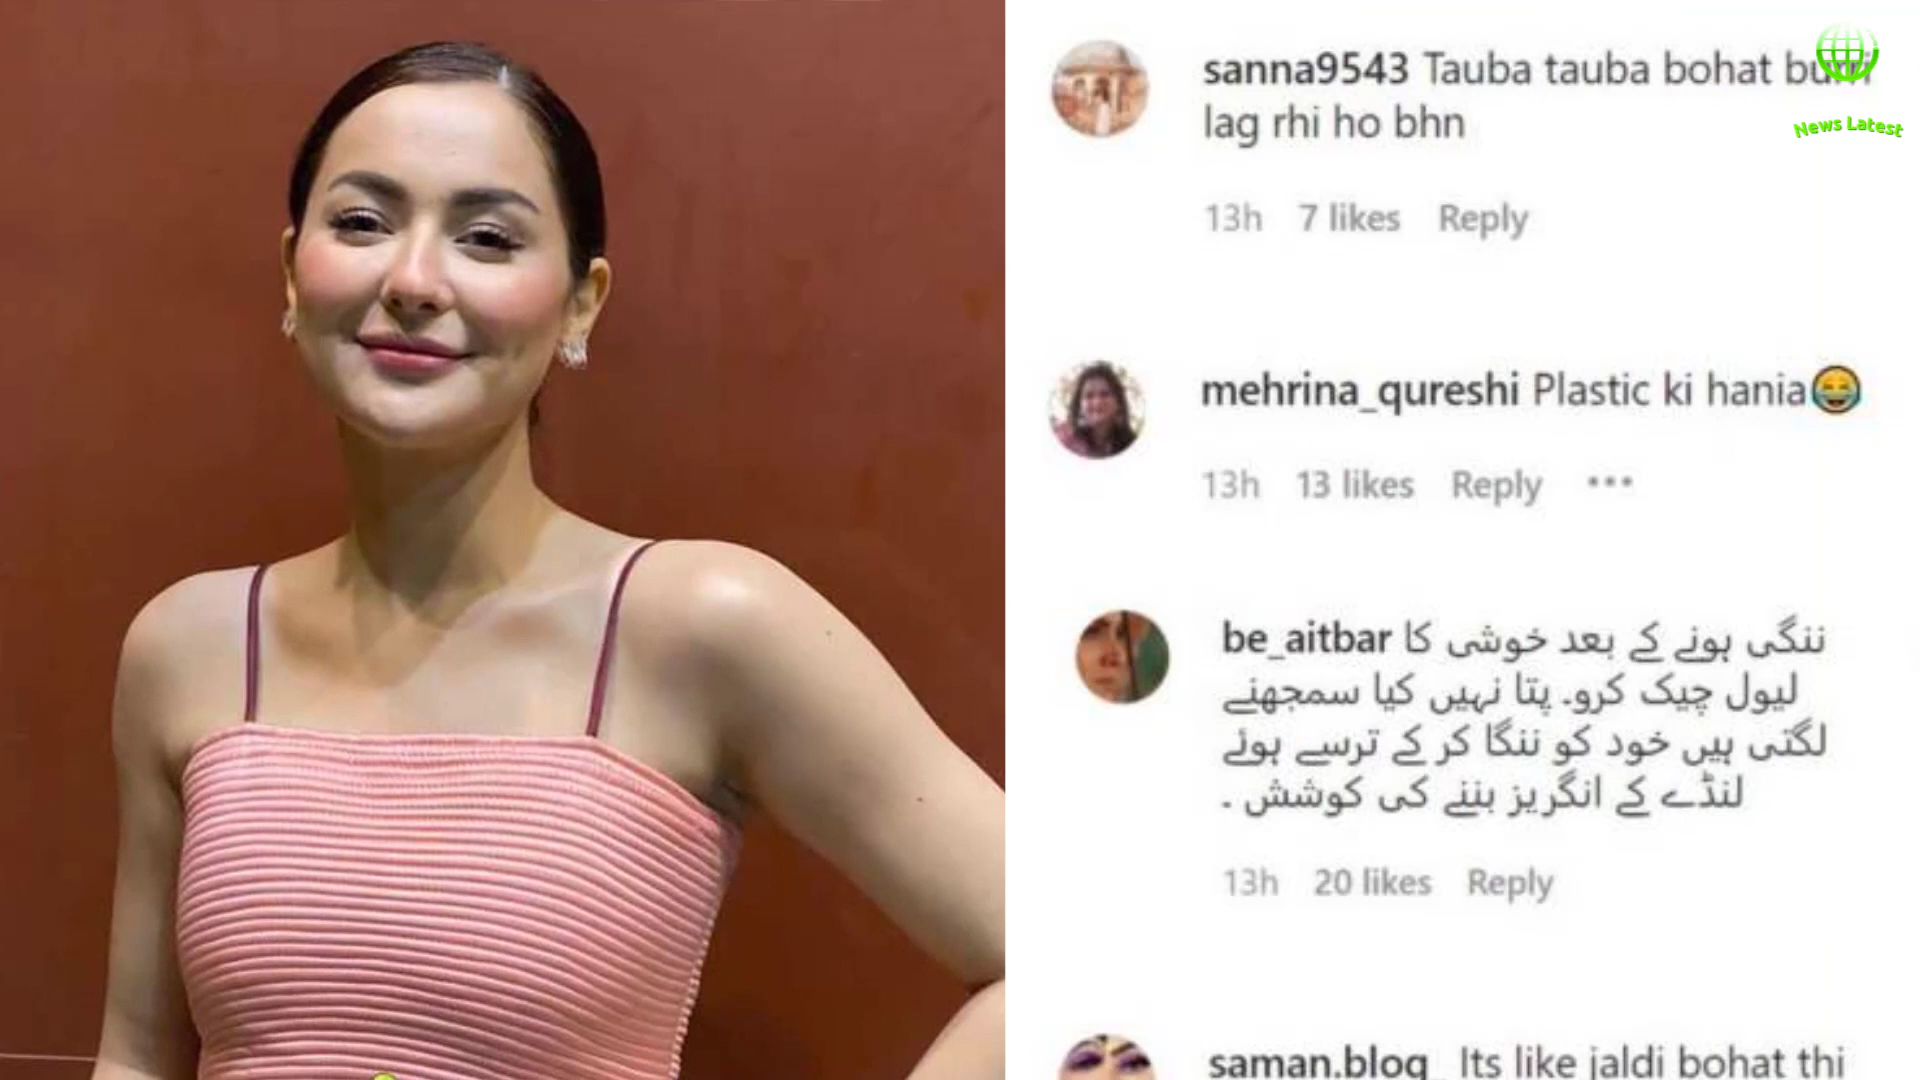 sanna9543 Tauba tauba bohat
lag rhi ho bhn
News Latest
13h 7 likes Reply
mehrina_qureshi Plastic ki hania😂
13h 13 likes Reply •••
be_aitbar ننگی ہونے کے بعد خوشی کا
لیول چیک کرو۔ پتا نہیں کیا سمجھنے
لگتی ہیں خود کو ننگا کر کے ترسے ہوئے
لنڈے کے انگریز بننے کی کوشش ۔
13h 20 likes Reply
saman.blog_ Its like jaldi bohat thi